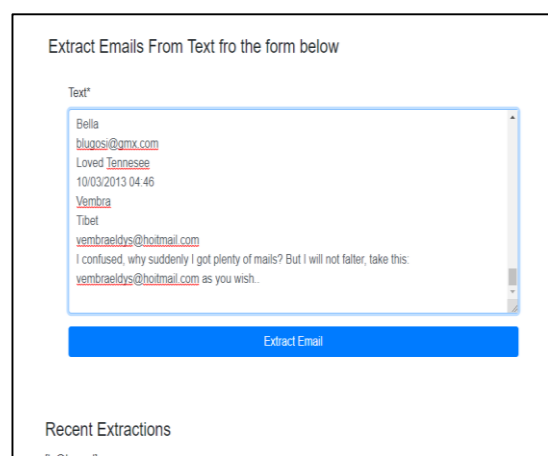 Extract Emails From Text fro the form below
Text*
Bella
blugosi@gmx.com
Loved Tennesee
10/03/2013 04:46
Vembra
Tibet
vembraeldys@hoitmail.com
I confused, why suddenly I got plenty of mails? But I will not falter, take this:
vembraeldys@hoitmail.com as you wish..
Extract Email
Recent Extractions